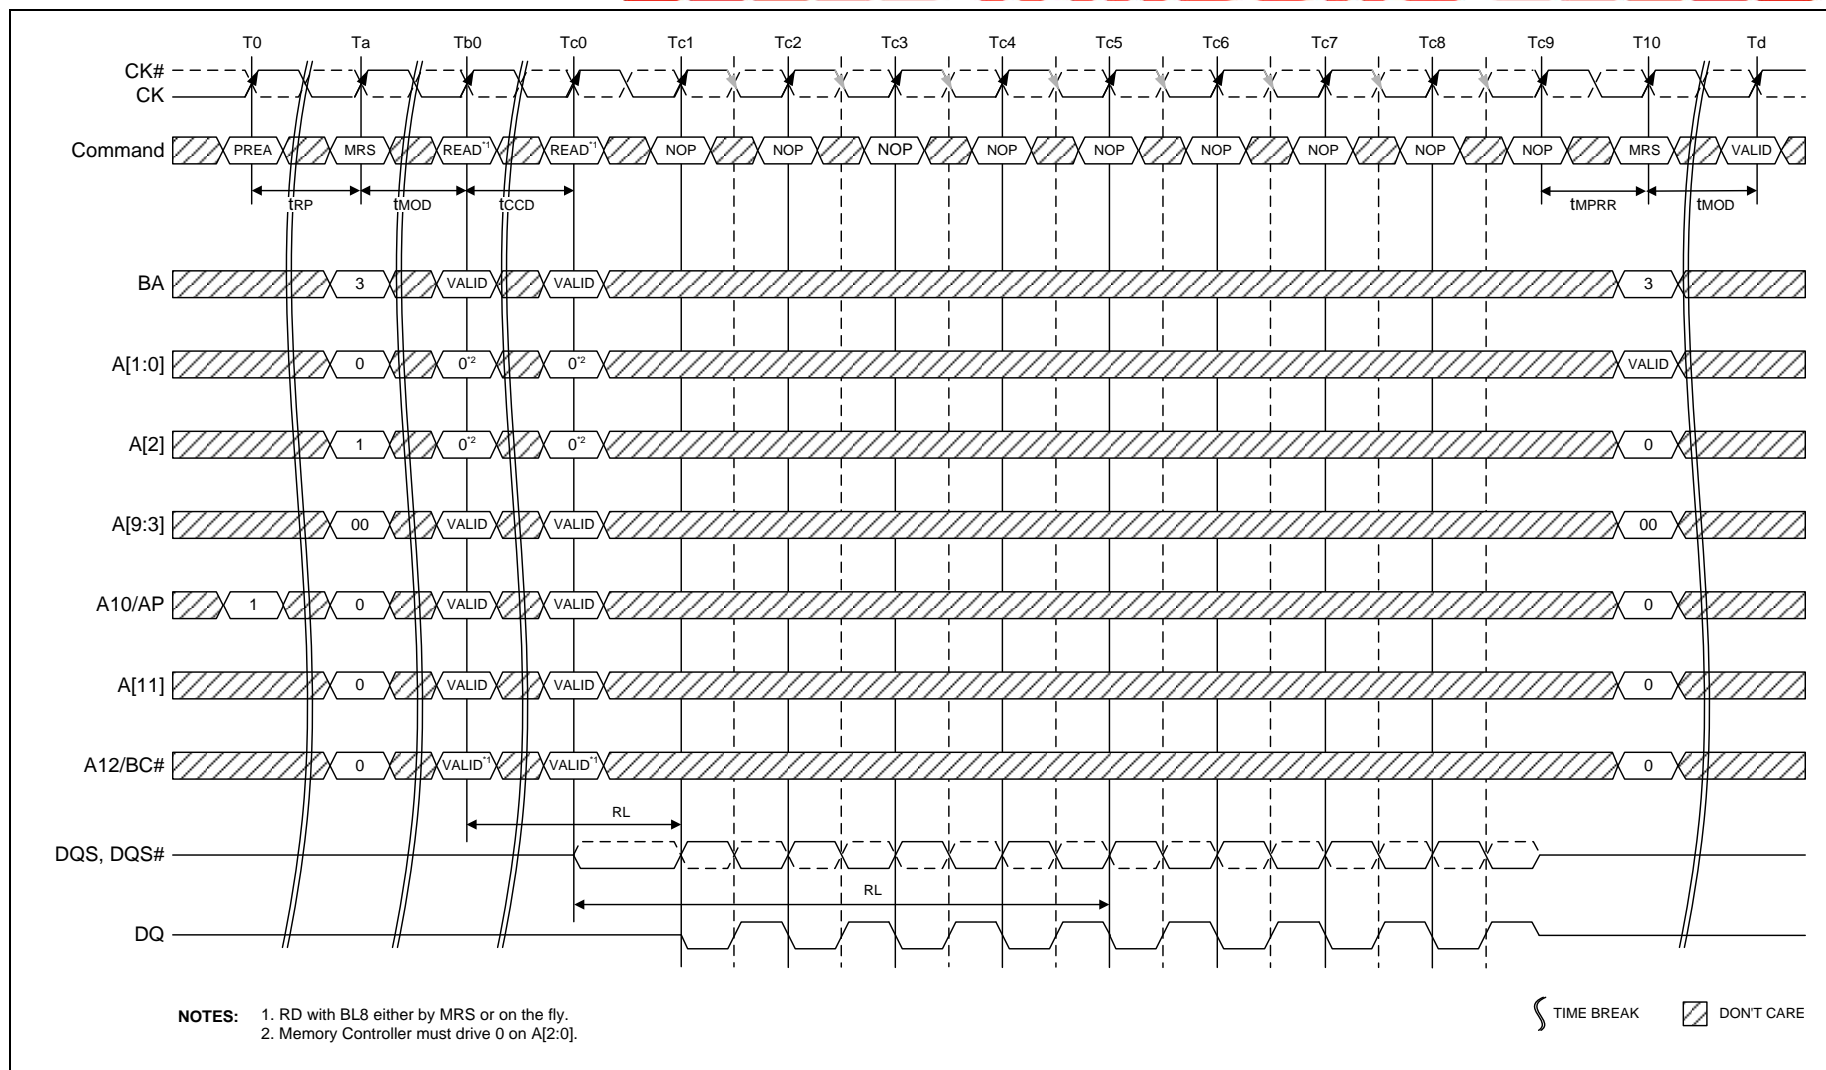 T0 Ta Tb0 Tc0 Tc1 Tc2 Tc3 Tc4 Tc5 Tc6 Tc7 Tc8 Tc9 T10 Td
CK#
CK
Command PREA MRS READ*1 READ*1 NOP NOP NOP NOP NOP NOP NOP NOP NOP MRS VALID
tRP tMOD tCCD tMPRR tMOD
BA 3 VALID VALID 3
A[1:0] 0 0*2 0*2 VALID
A[2] 1 0*2 0*2 0
A[9:3] 00 VALID VALID 00
A10/AP 1 0 VALID VALID 0
A[11] 0 VALID VALID 0
A12/BC# 0 VALID*1 VALID*1 0
RL
DQS, DQS#
RL
DQ
NOTES: 1. RD with BL8 either by MRS or on the fly.
2. Memory Controller must drive 0 on A[2:0].
TIME BREAK DON'T CARE